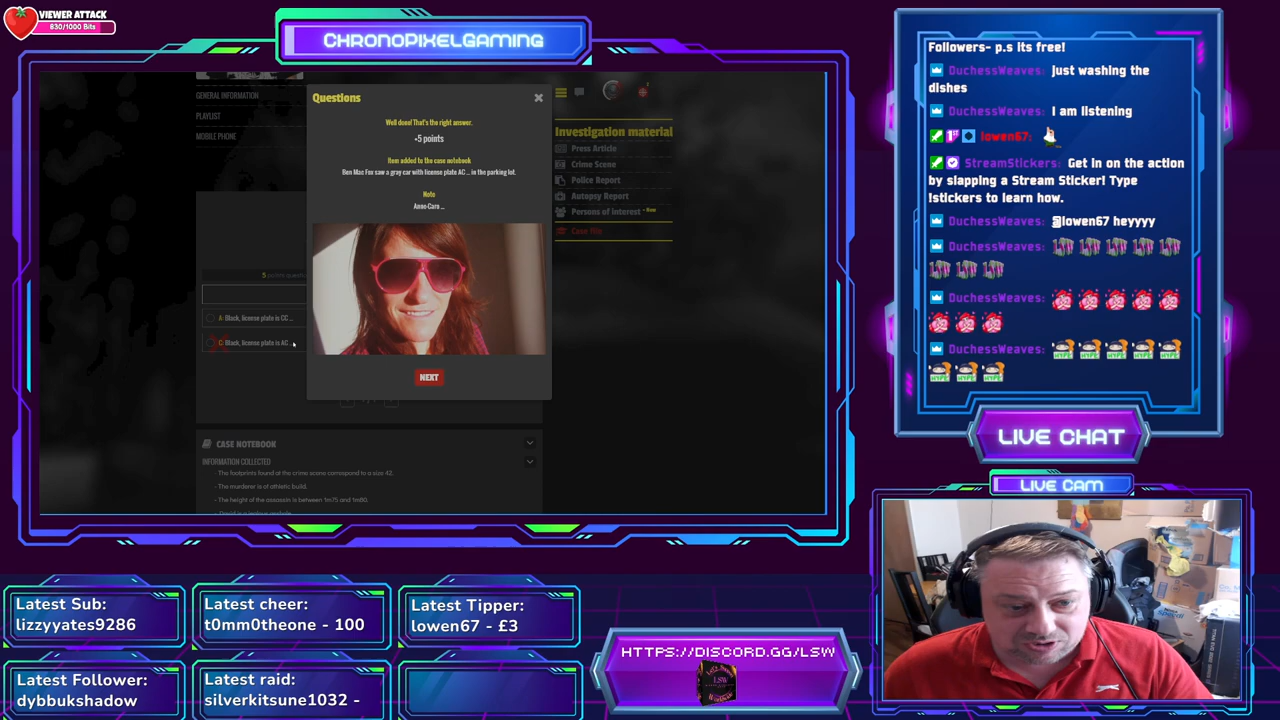 VIEWER ATTACK
830/1000 Bits
CHRONOPIXELGAMING
GENERAL INFORMATION
PLAYLIST
MOBILE PHONE
Questions
Well done! That's the right answer.
+5 points
Item added to the case notebook
Ben Mac Fox saw a gray car with license plate AC ... in the parking lot.
Note
Anne-Caro ...
NEXT
5 points
A: Black, license plate is CC ...
C: Black, license plate is AC ...
CASE NOTEBOOK
INFORMATION COLLECTED
- The footprints found at the crime scene correspond to a size 42.
- The murderer is of athletic build.
- The height of the assassin is between 1m75 and 1m80.
Investigation material
Press Article
Crime Scene
Police Report
Autopsy Report
Persons of interest - New
Case file
Followers- p.s its free!
DuchessWeaves: just washing the
dishes
DuchessWeaves: I am listening
lowen67:
StreamStickers: Get in on the action
by slapping a Stream Sticker! Type
!stickers to learn how.
DuchessWeaves: @lowen67 heyyyy
DuchessWeaves:
DuchessWeaves:
DuchessWeaves:
LIVE CHAT
LIVE CAM
Latest Sub:
lizzyyates9286
Latest cheer:
t0mm0theone - 100
Latest Tipper:
lowen67 - £3
Latest Follower:
ybbukshadow
Latest raid:
silverkitsune1032 -
HTTPS://DISCORD.GG/LSW
LSW